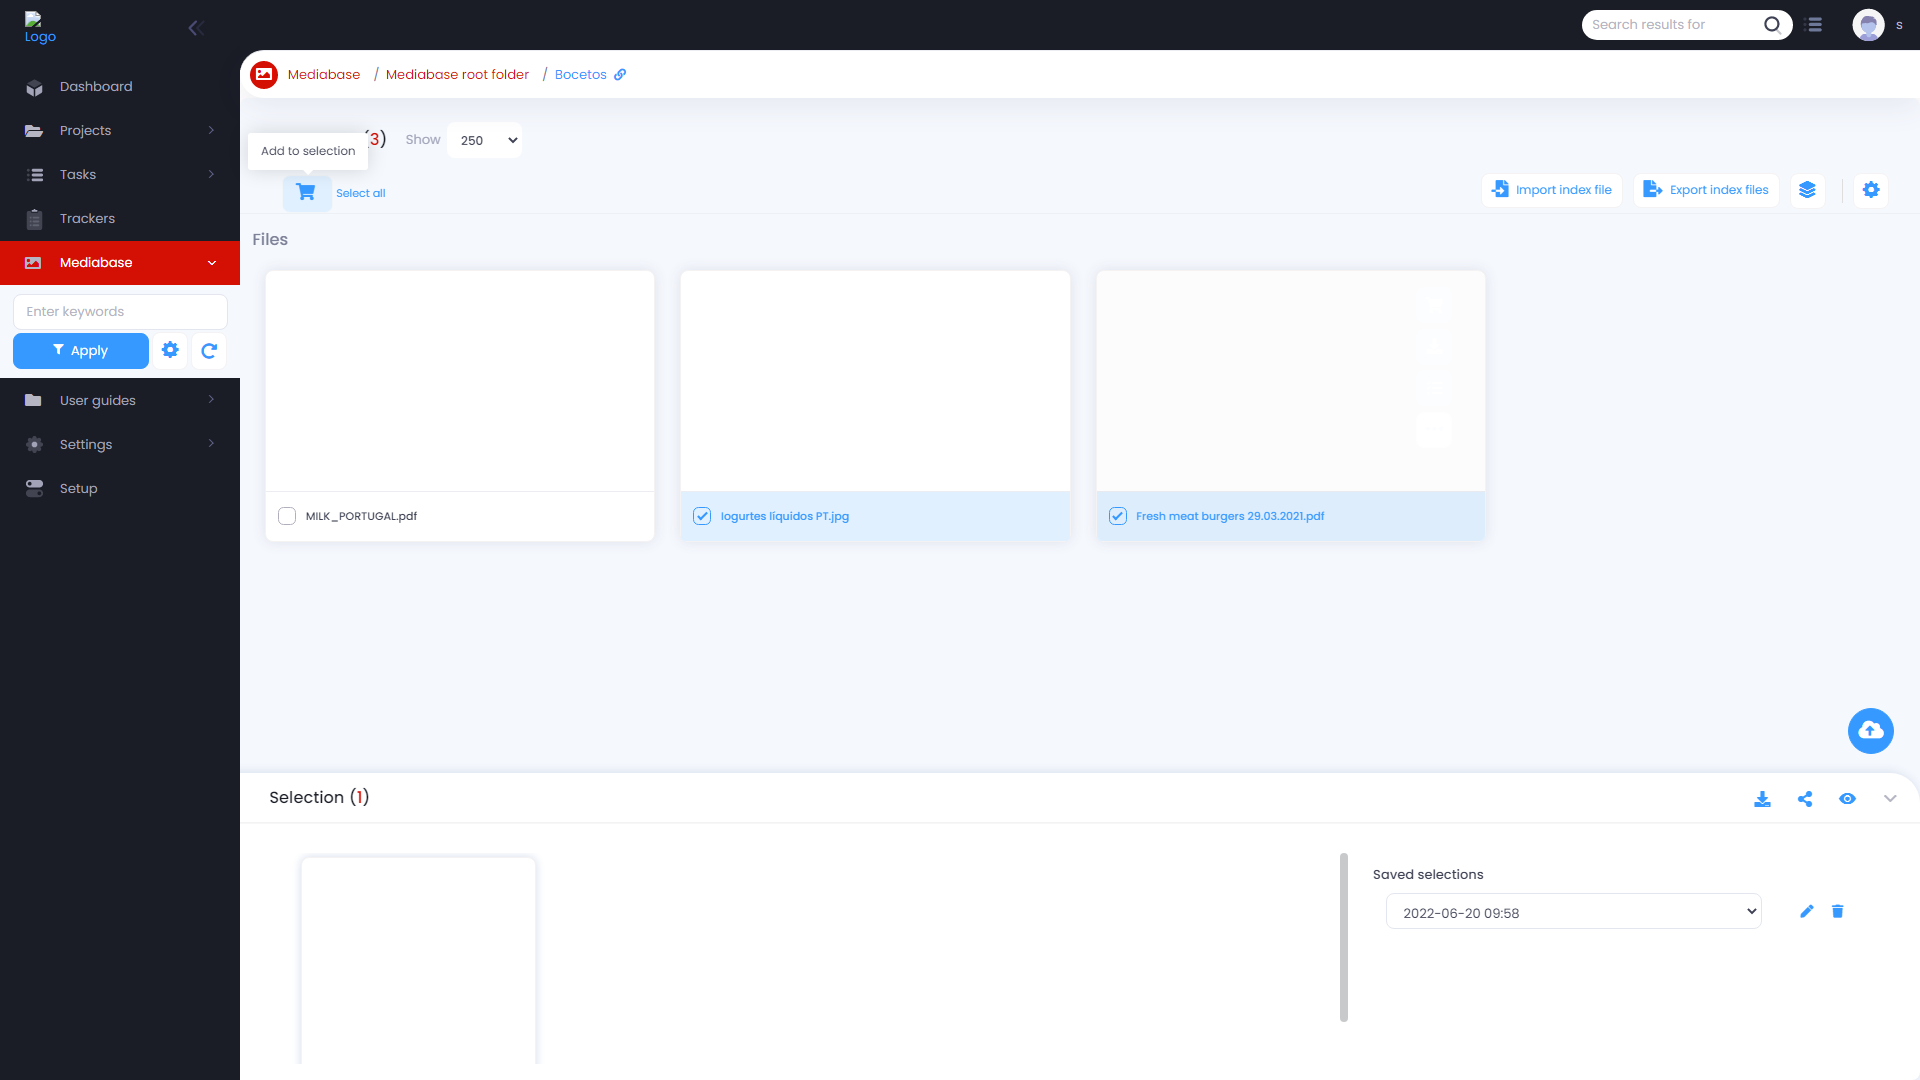 Logo
Search results for
s
Dashboard
Projects
Tasks
Trackers
Mediabase
Enter keywords
Apply
User guides
Settings
Setup
Mediabase / Mediabase root folder / Bocetos
(3) Show 250
Add to selection
Select all
Import index file
Export index files
Files
MILK_PORTUGAL.pdf
Iogurtes líquidos PT.jpg
Fresh meat burgers 29.03.2021.pdf
Selection (1)
Saved selections
2022-06-20 09:58